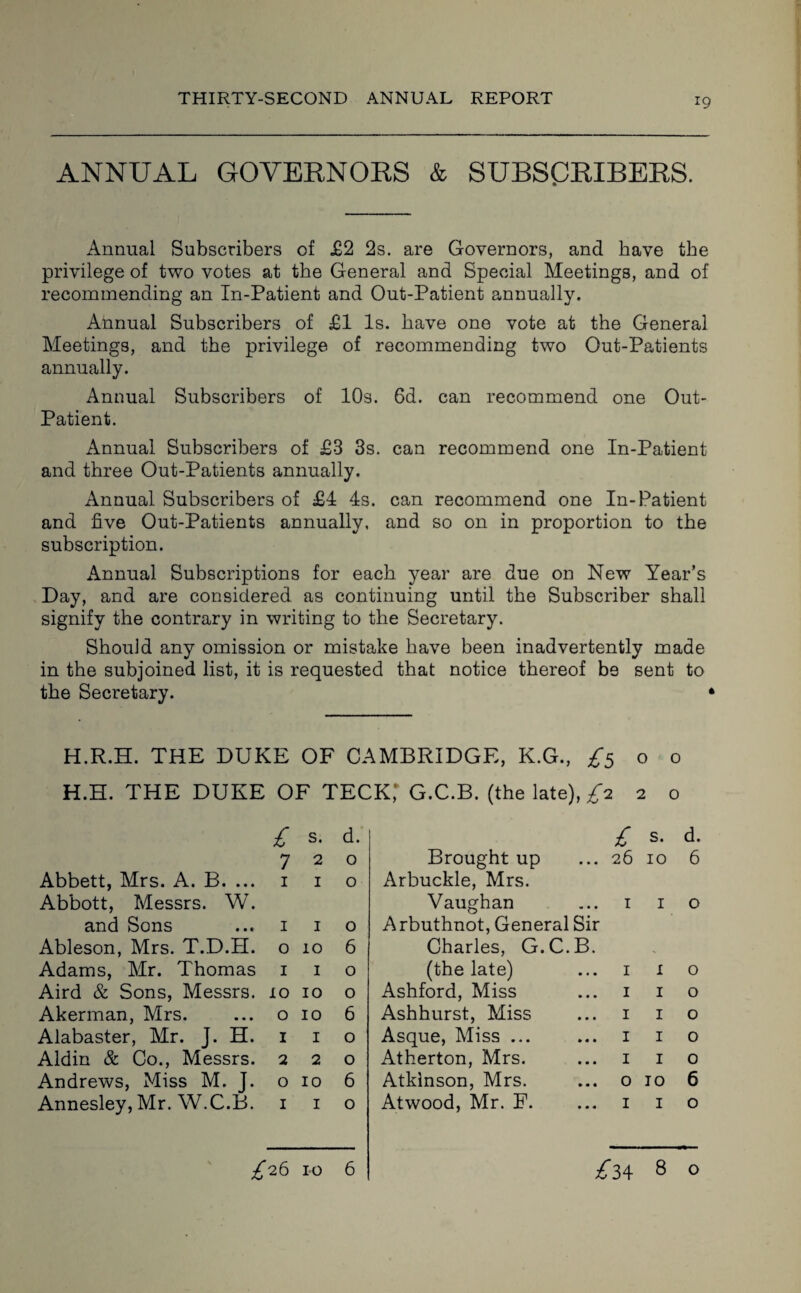 THIRTY-SECOND ANNUAL REPORT 19
ANNUAL GOVERNORS & SUBSCRIBERS.
Annual Subscribers of £2 2s. are Governors, and have the
privilege of two votes at the General and Special Meetings, and of
recommending an In-Patient and Out-Patient annually.
Annual Subscribers of £1 1s. have one vote at the General
Meetings, and the privilege of recommending two Out-Patients
annually.
Annual Subscribers of 10s. 6d. can recommend one Out-
Patient.
Annual Subscribers of £3 3s. can recommend one In-Patient
and three Out-Patients annually.
Annual Subscribers of £4 4s. can recommend one In-Patient
and five Out-Patients annually, and so on in proportion to the
subscription.
Annual Subscriptions for each year are due on New Year's
Day, and are considered as continuing until the Subscriber shall
signify the contrary in writing to the Secretary.
Should any omission or mistake have been inadvertently made
in the subjoined list, it is requested that notice thereof be sent to
the Secretary.
H.R.H. THE DUKE OF CAMBRIDGE, K.G., £5 0 0
H.H. THE DUKE OF TECK, G.C.B. (the late), £2 2 0
£ s. d.
7 2 0
Abbett, Mrs. A. B. ... 1 1 0
Abbott, Messrs. W.
and Sons ... 1 1 0
Ableson, Mrs. T.D.H. 0 10 6
Adams, Mr. Thomas 1 1 0
Aird & Sons, Messrs. 10 10 0
Akerman, Mrs. ... 0 10 6
Alabaster, Mr. J. H. 1 1 0
Aldin & Co., Messrs. 2 2 0
Andrews, Miss M. J. 0 10 6
Annesley, Mr. W.C.B. 1 1 0
£26 10 6
£ s. d.
Brought up ... 26 10 6
Arbuckle, Mrs.
Vaughan ... 1 1 0
Arbuthnot, General Sir
Charles, G.C.B.
(the late) ... 1 1 0
Ashford, Miss ... 1 1 0
Ashhurst, Miss ... 1 1 0
Asque, Miss ... ... 1 1 0
Atherton, Mrs. ... 1 1 0
Atkinson, Mrs. ... 0 10 6
Atwood, Mr. F. ... 1 1 0
£34 8 0